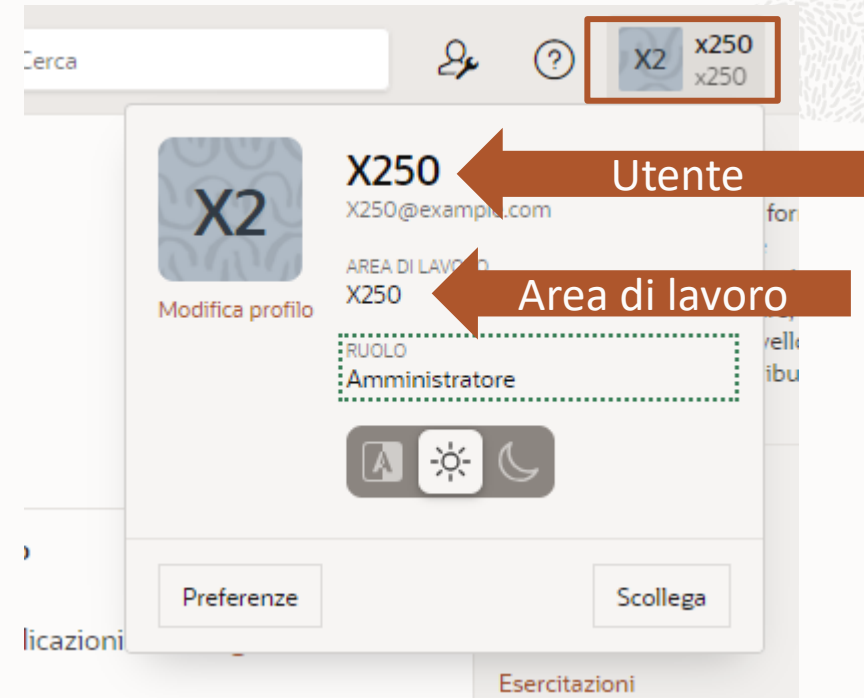 Cerca
X2
x250
x250
X2
X250
Utente
X250@example.com
AREA DI LAVORO
X250
Area di lavoro
Modifica profilo
RUOLO
Amministratore
A
Preferenze
Scollega
licazioni
Esercitazioni